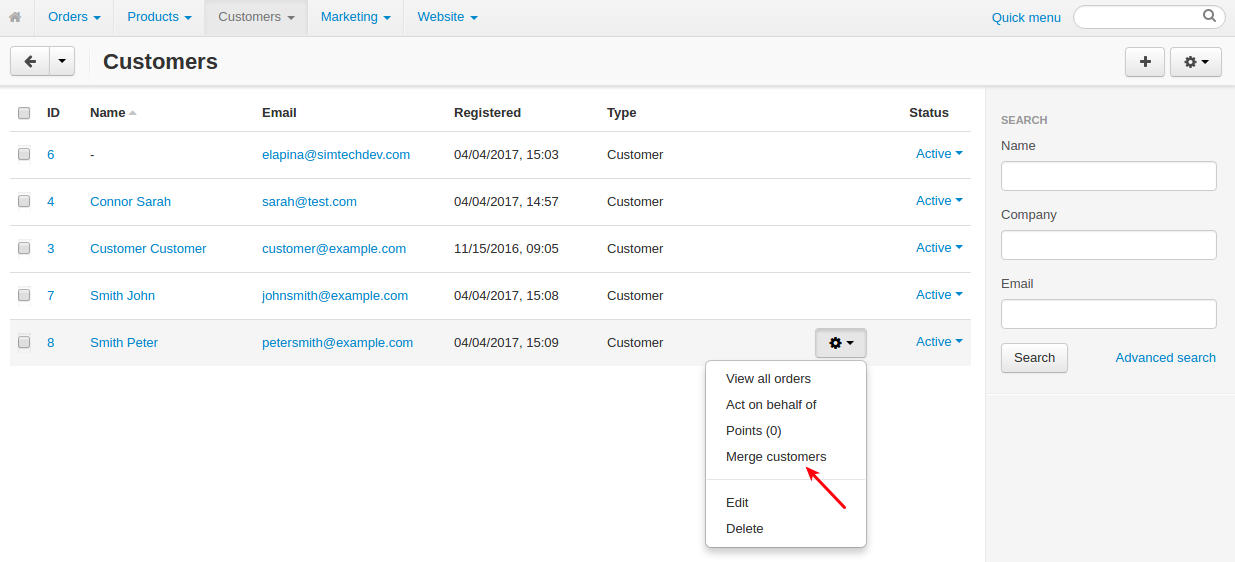 Orders Products Customers Marketing Website Quick menu
Customers
ID Name Email Registered Type Status
6 - elapina@simtechdev.com 04/04/2017, 15:03 Customer Active
4 Connor Sarah sarah@test.com 04/04/2017, 14:57 Customer Active
3 Customer Customer customer@example.com 11/15/2016, 09:05 Customer Active
7 Smith John johnsmith@example.com 04/04/2017, 15:08 Customer Active
8 Smith Peter petersmith@example.com 04/04/2017, 15:09 Customer Active
View all orders
Act on behalf of
Points (0)
Merge customers
Edit
Delete
SEARCH
Name
Company
Email
Search Advanced search